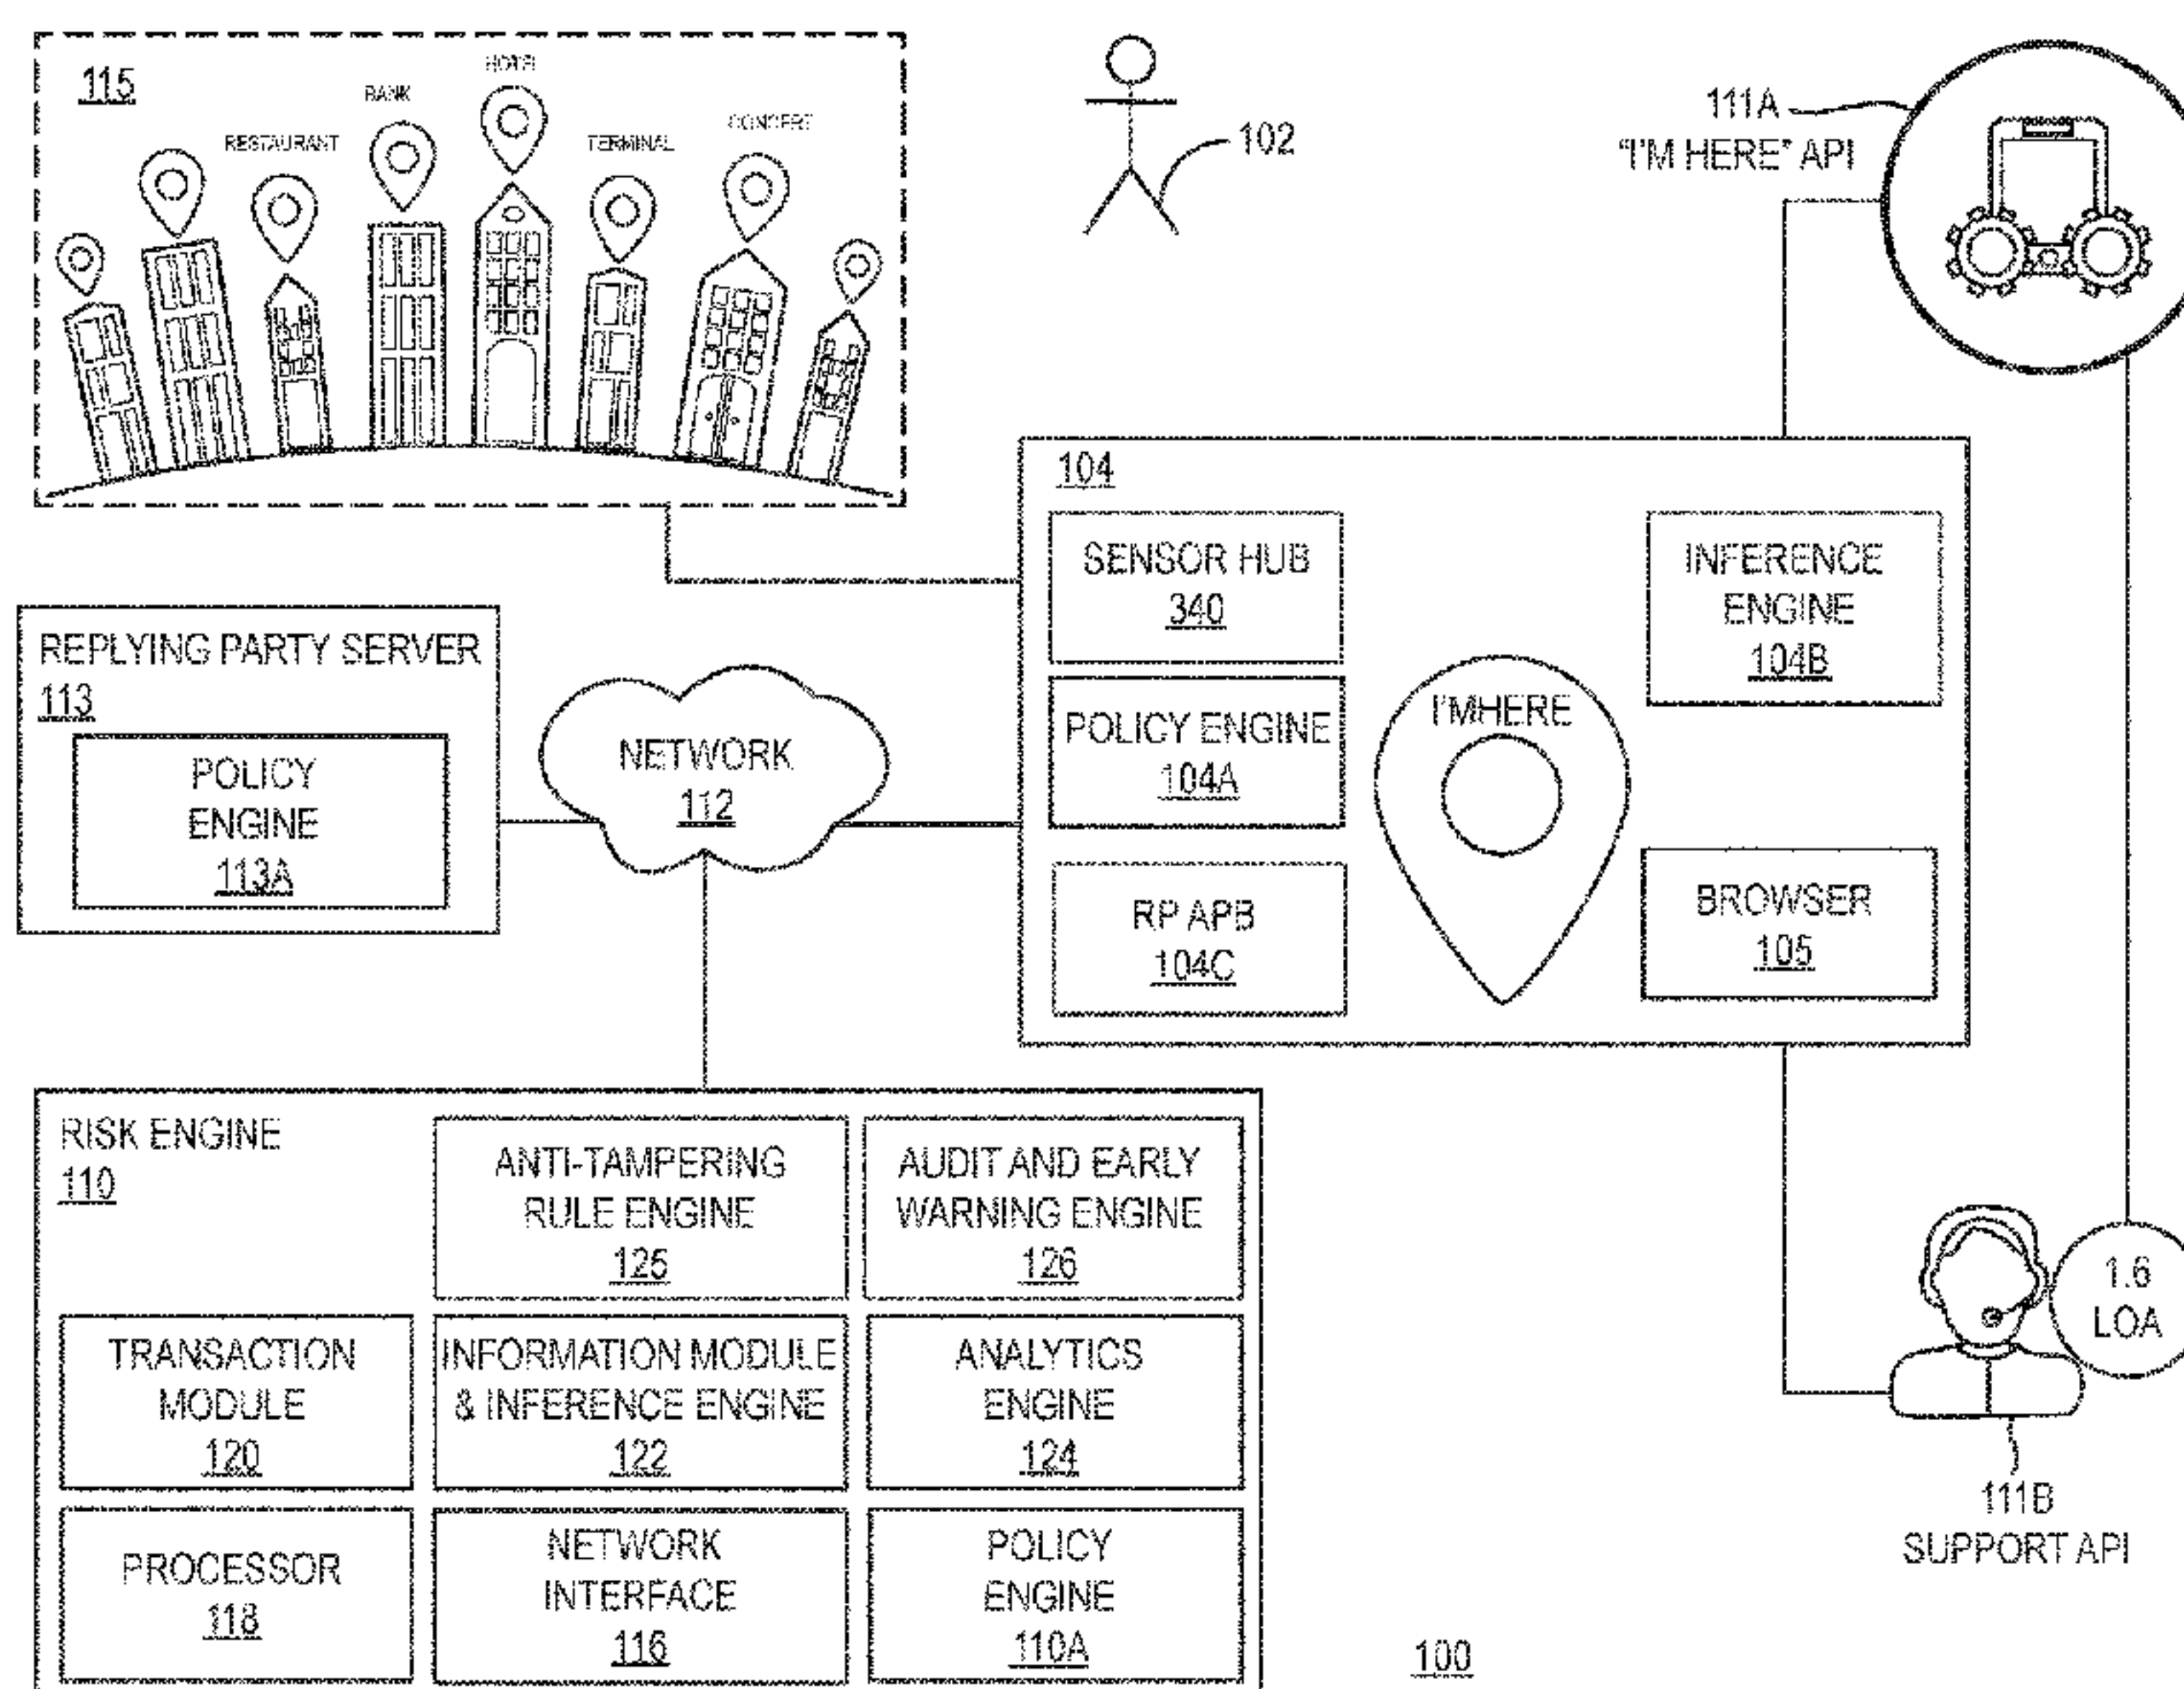 115
HOTEL
BANK
RESTAURANT
TERMINAL
CONCERT
102
111A
"I'M HERE" API
104
SENSOR HUB
340
POLICY ENGINE
104A
RP APB
104C
I'MHERE
INFERENCE
ENGINE
104B
BROWSER
105
REPLYING PARTY SERVER
113
POLICY
ENGINE
113A
NETWORK
112
RISK ENGINE
110
ANTI-TAMPERING
RULE ENGINE
125
AUDIT AND EARLY
WARNING ENGINE
126
TRANSACTION
MODULE
120
INFORMATION MODULE
& INFERENCE ENGINE
122
ANALYTICS
ENGINE
124
PROCESSOR
118
NETWORK
INTERFACE
116
POLICY
ENGINE
110A
1.6
LOA
111B
SUPPORT API
100